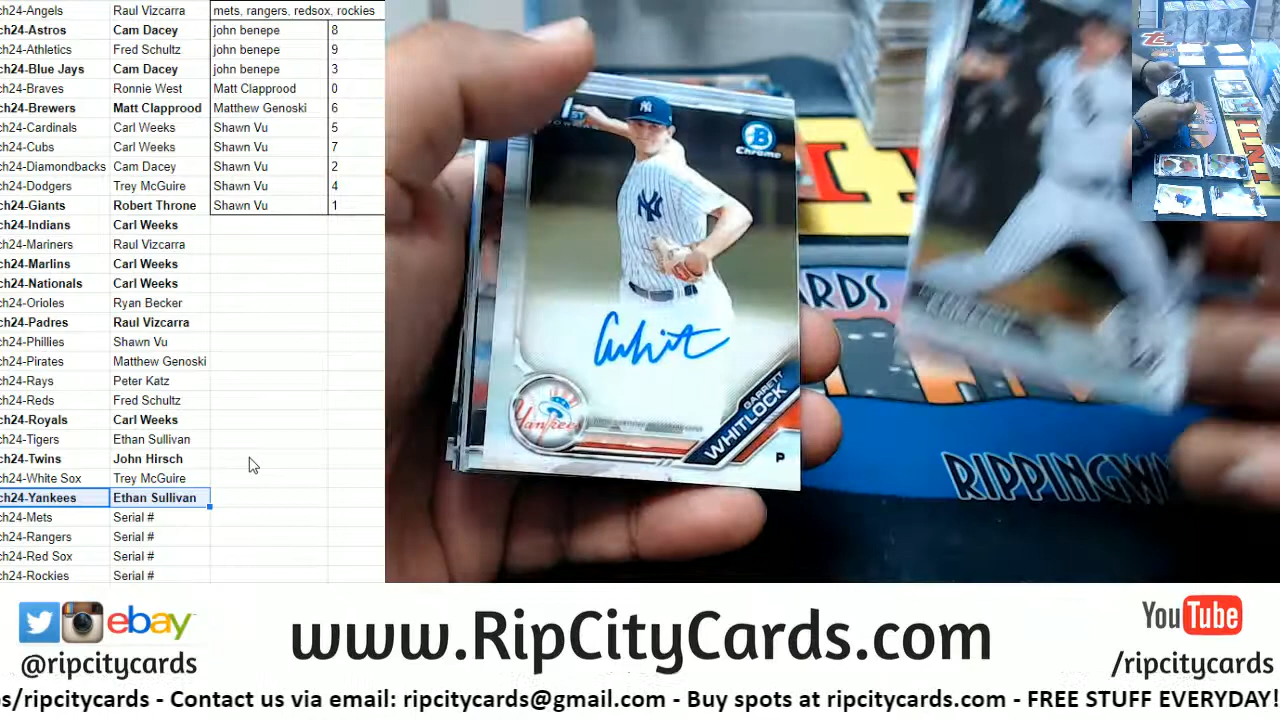 ch24-Angels Raul Vizcarra mets, rangers, redsox, rockies
ch24-Astros Cam Dacey john benepe 8
ch24-Athletics Fred Schultz john benepe 9
ch24-Blue Jays Cam Dacey john benepe 3
ch24-Braves Ronnie West Matt Clapprood 0
ch24-Brewers Matt Clapprood Matthew Genoski 6
ch24-Cardinals Carl Weeks Shawn Vu 5
ch24-Cubs Carl Weeks Shawn Vu 7
ch24-Diamondbacks Cam Dacey Shawn Vu 2
ch24-Dodgers Trey McGuire Shawn Vu 4
ch24-Giants Robert Throne Shawn Vu 1
ch24-Indians Carl Weeks
ch24-Mariners Raul Vizcarra
ch24-Marlins Carl Weeks
ch24-Nationals Carl Weeks
ch24-Orioles Ryan Becker
ch24-Padres Raul Vizcarra
ch24-Phillies Shawn Vu
ch24-Pirates Matthew Genoski
ch24-Rays Peter Katz
ch24-Reds Fred Schultz
ch24-Royals Carl Weeks
ch24-Tigers Ethan Sullivan
ch24-Twins John Hirsch
ch24-White Sox Trey McGuire
ch24-Yankees Ethan Sullivan
ch24-Mets Serial #
ch24-Rangers Serial #
ch24-Red Sox Serial #
ch24-Rockies Serial #
1ST
B
Chrome
NY
NY
Yankees
GARRETT
WHITLOCK
P
RDS
RIPPINGW
ebay
@ripcitycards
www.RipCityCards.com
YouTube
/ripcitycards
s/ripcitycards - Contact us via email: ripcitycards@gmail.com - Buy spots at ripcitycards.com - FREE STUFF EVERYDAY!